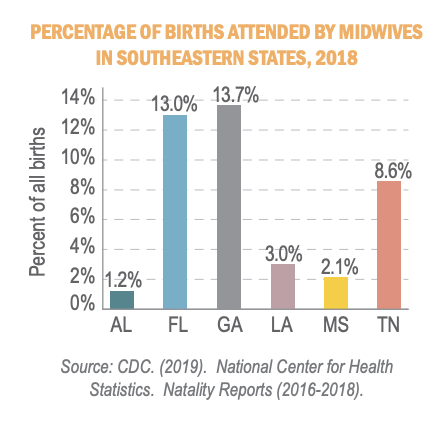 PERCENTAGE OF BIRTHS ATTENDED BY MIDWIVES
IN SOUTHEASTERN STATES, 2018
Percent of all births
14%
12%
10%
8%
6%
4%
2%
0%
1.2%
13.0%
13.7%
3.0%
2.1%
8.6%
AL FL GA LA MS TN
Source: CDC. (2019). National Center for Health
Statistics. Natality Reports (2016-2018).